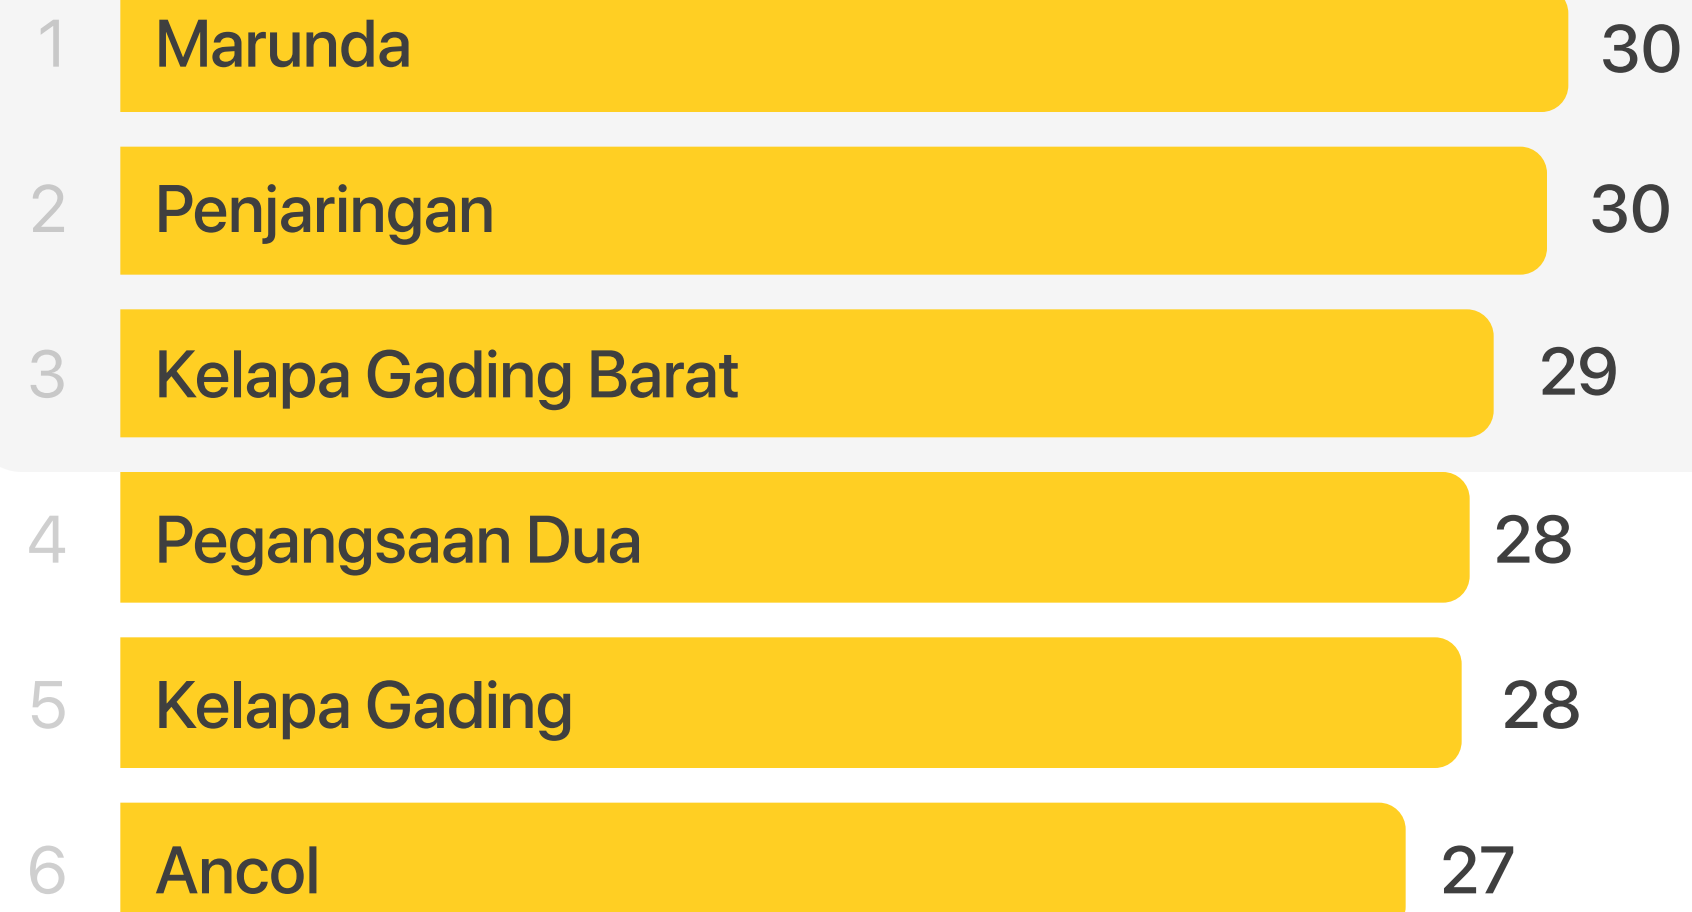 1 Marunda 30
2 Penjaringan 30
3 Kelapa Gading Barat 29
4 Pegangsaan Dua 28
5 Kelapa Gading 28
6 Ancol 27